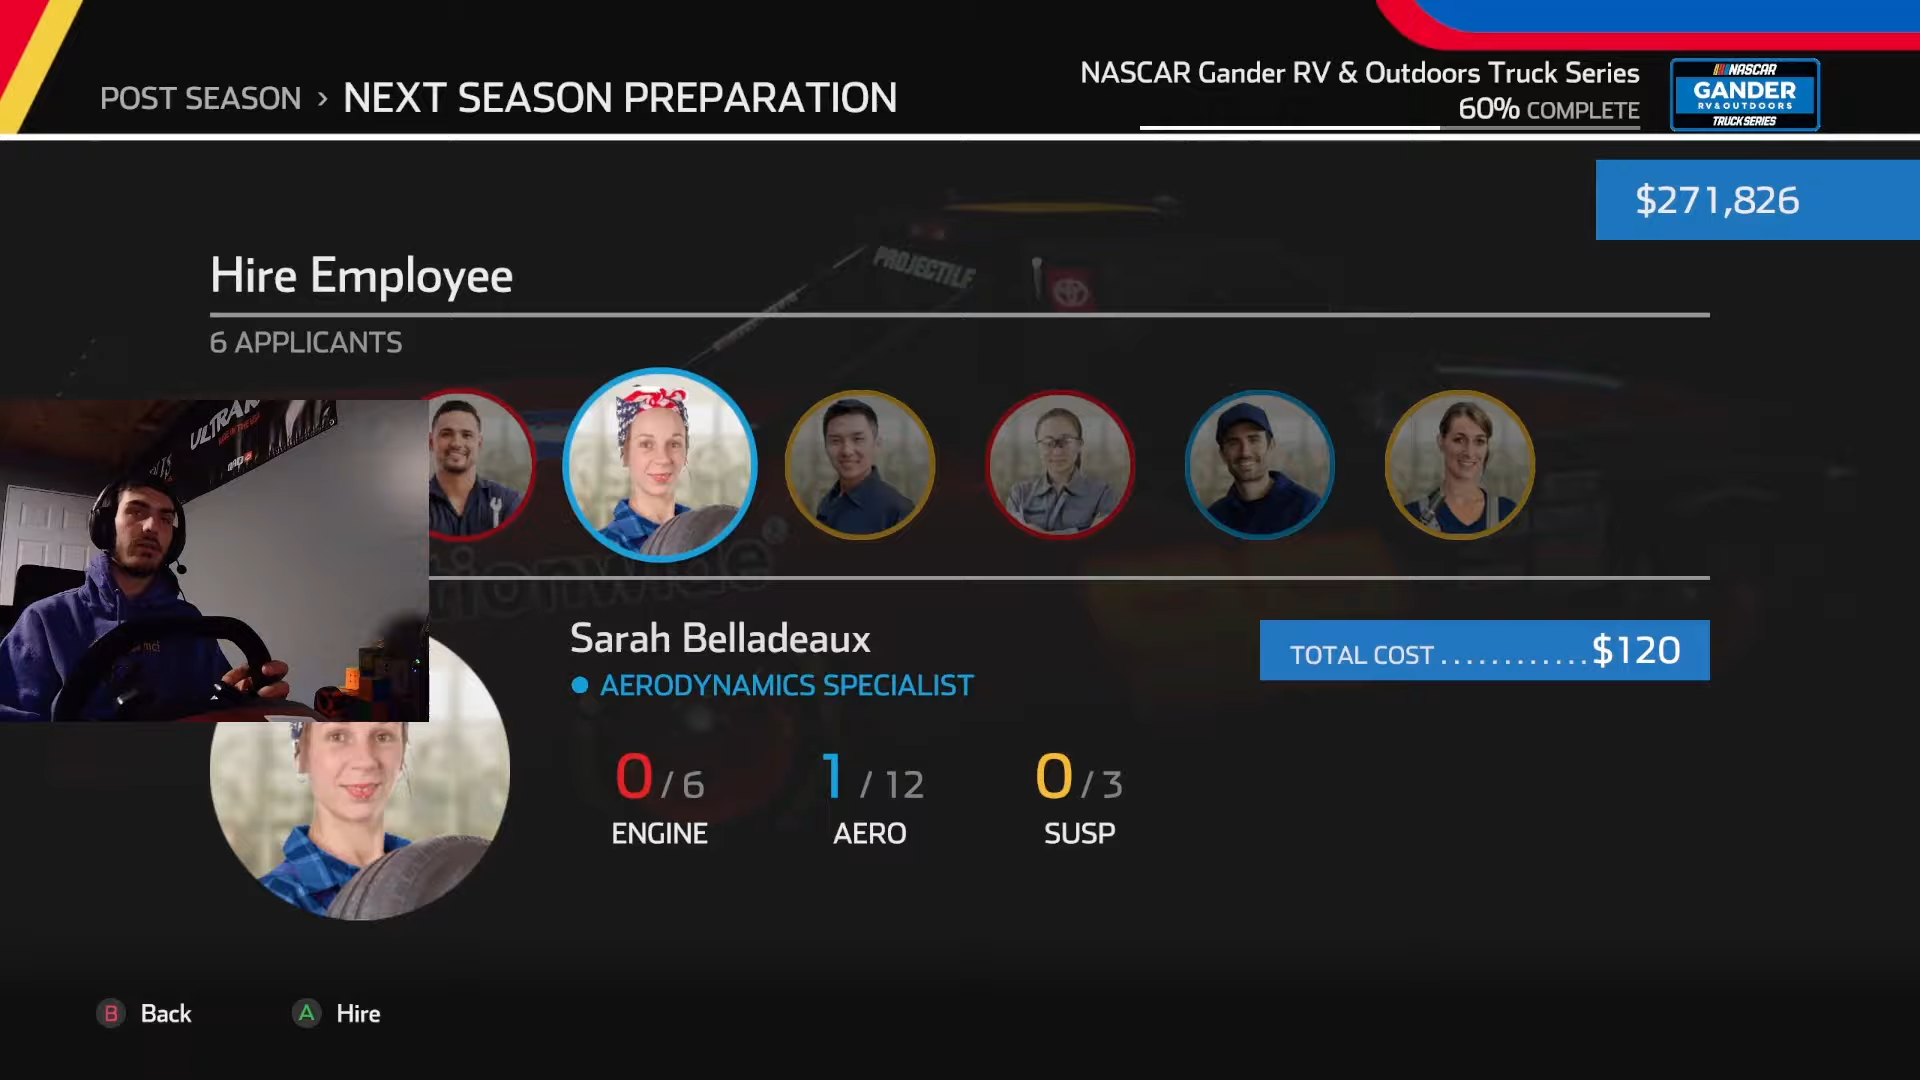 POST SEASON › NEXT SEASON PREPARATION
NASCAR Gander RV & Outdoors Truck Series
60% COMPLETE
NASCAR
GANDER
RV & OUTDOORS
TRUCK SERIES
$271,826
PROJECTILE
Hire Employee
6 APPLICANTS
ULTRA
tionwide®
Sarah Belladeaux
AERODYNAMICS SPECIALIST
TOTAL COST ............ $120
0 / 6
1 / 12
0 / 3
ENGINE
AERO
SUSP
B Back
A Hire